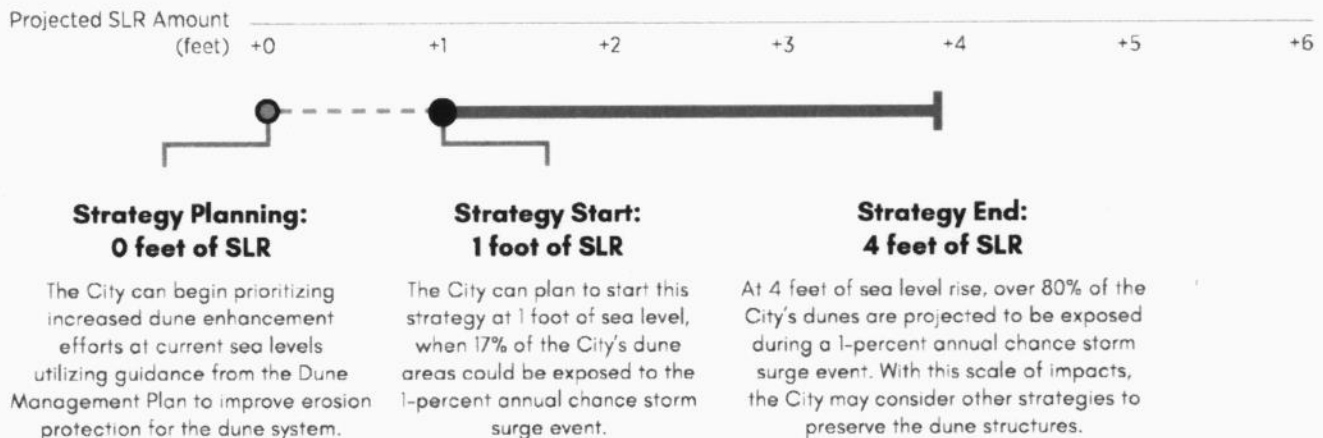 Projected SLR Amount
(feet) +0 +1 +2 +3 +4 +5 +6
Strategy Planning:
0 feet of SLR
The City can begin prioritizing
increased dune enhancement
efforts at current sea levels
utilizing guidance from the Dune
Management Plan to improve erosion
protection for the dune system.
Strategy Start:
1 foot of SLR
The City can plan to start this
strategy at 1 foot of sea level,
when 17% of the City's dune
areas could be exposed to the
1-percent annual chance storm
surge event.
Strategy End:
4 feet of SLR
At 4 feet of sea level rise, over 80% of the
City's dunes are projected to be exposed
during a 1-percent annual chance storm
surge event. With this scale of impacts,
the City may consider other strategies to
preserve the dune structures.